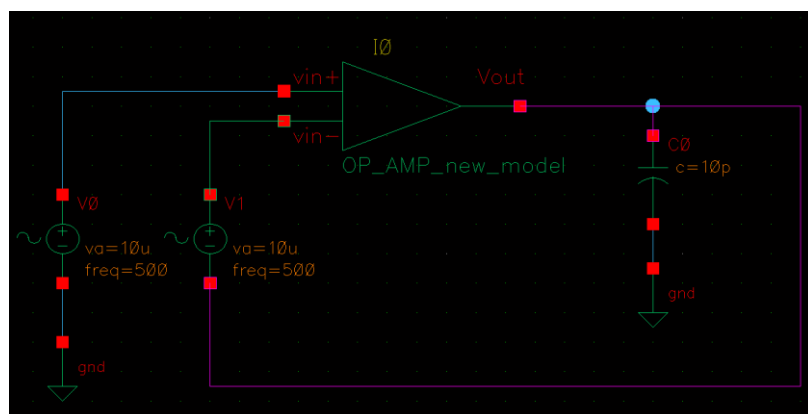 I0
vin+
Vout
vin~
OP_AMP_new_model
C0
c=10p
V0
V1
va=10u
va=10u
freq=500
freq=500
gnd
gnd